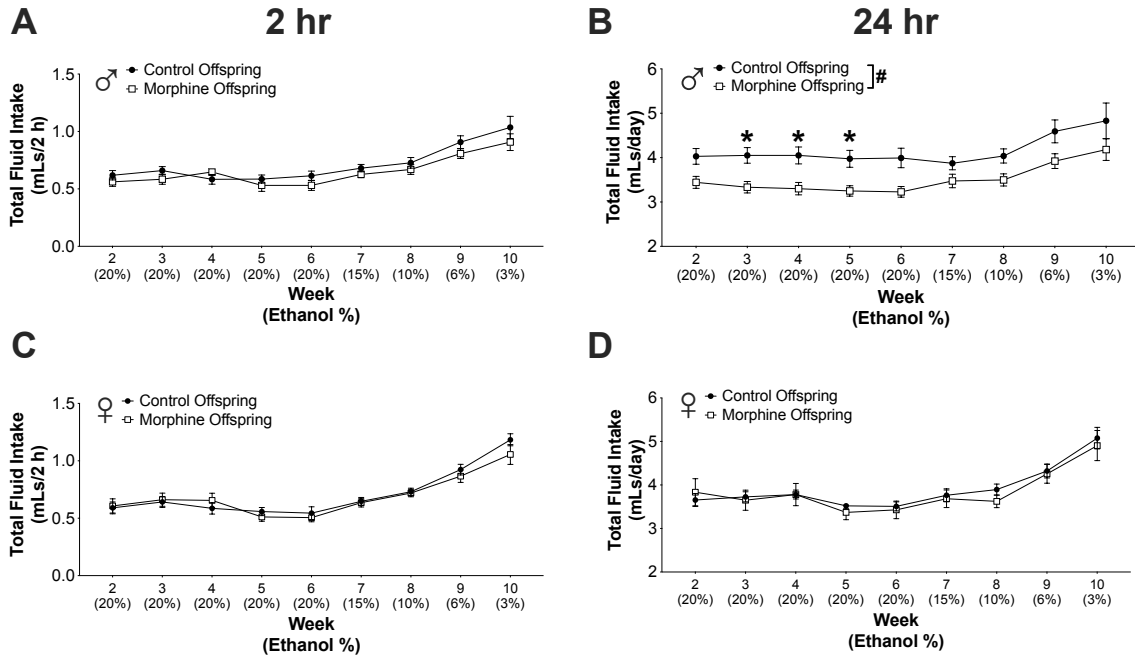 A
2 hr
♂
Control Offspring
Morphine Offspring
Total Fluid Intake
(mLs/2 h)
1.5
1.0
0.5
0.0
2 3 4 5 6 7 8 9 10
(20%) (20%) (20%) (20%) (20%) (15%) (10%) (6%) (3%)
Week
(Ethanol %)
B
24 hr
♂
Control Offspring
Morphine Offspring
#
* * *
Total Fluid Intake
(mLs/day)
6
5
4
3
2
2 3 4 5 6 7 8 9 10
(20%) (20%) (20%) (20%) (20%) (15%) (10%) (6%) (3%)
Week
(Ethanol %)
C
♀
Control Offspring
Morphine Offspring
Total Fluid Intake
(mLs/2 h)
1.5
1.0
0.5
0.0
2 3 4 5 6 7 8 9 10
(20%) (20%) (20%) (20%) (20%) (15%) (10%) (6%) (3%)
Week
(Ethanol %)
D
♀
Control Offspring
Morphine Offspring
Total Fluid Intake
(mLs/day)
6
5
4
3
2
2 3 4 5 6 7 8 9 10
(20%) (20%) (20%) (20%) (20%) (15%) (10%) (6%) (3%)
Week
(Ethanol %)